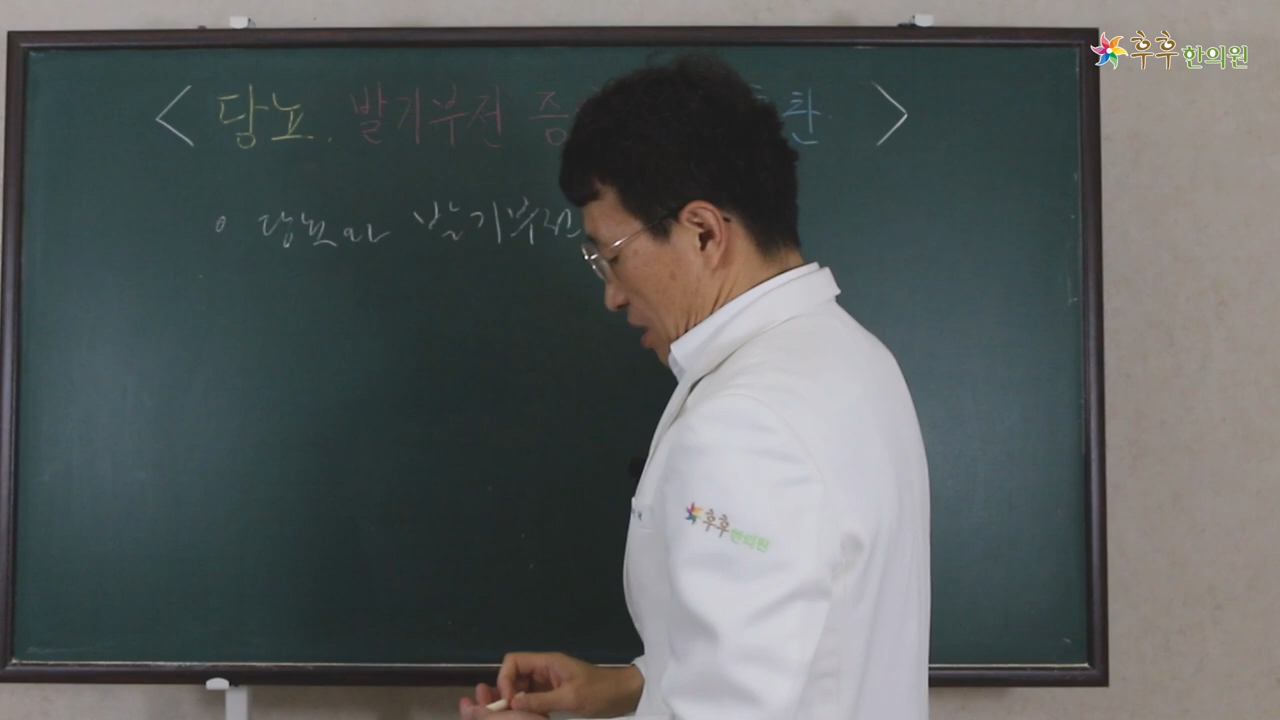 후후한의원
< 당뇨. 발기부전 증 찬. >
o 당뇨와 발기부전
후후한의원